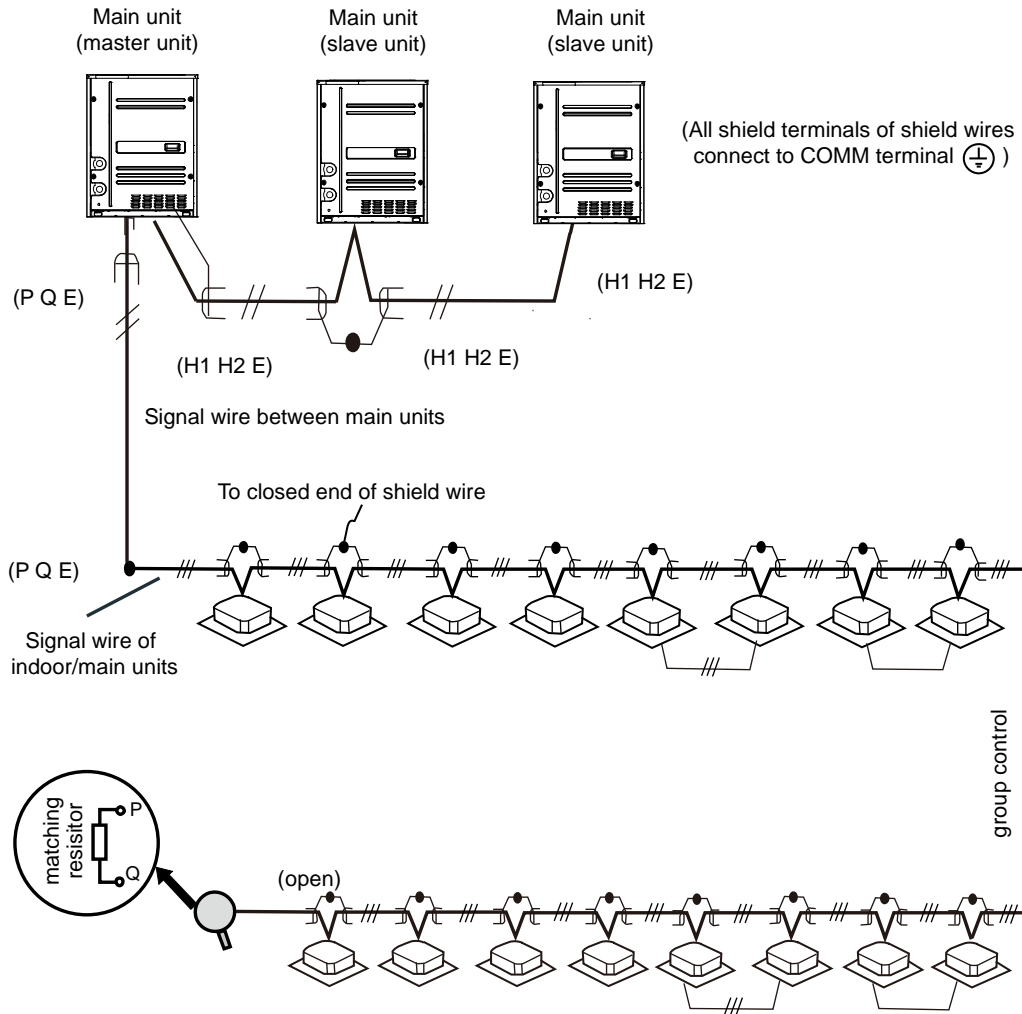 Main unit
(master unit)
Main unit
(slave unit)
Main unit
(slave unit)
(All shield terminals of shield wires
connect to COMM terminal )
(P Q E)
(H1 H2 E)
(H1 H2 E)
(H1 H2 E)
Signal wire between main units
To closed end of shield wire
(P Q E)
Signal wire of
indoor/main units
group control
matching
resisitor
P
Q
(open)